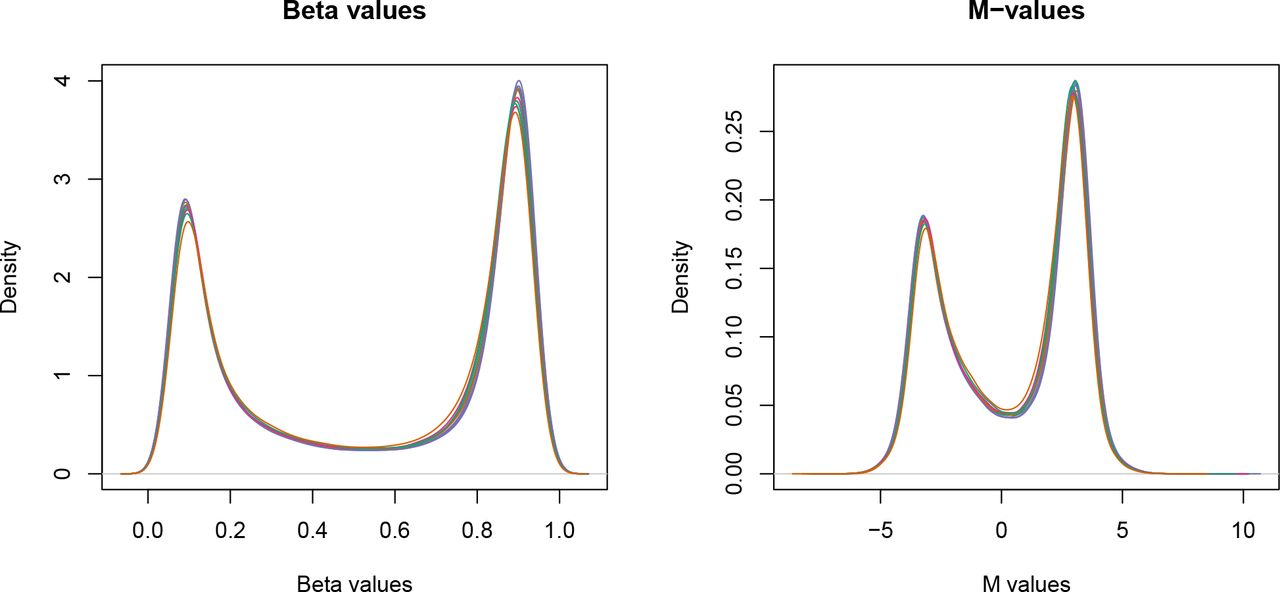 Beta values
Density
4
3
2
1
0
0.0 0.2 0.4 0.6 0.8 1.0
Beta values
M−values
Density
0.25
0.20
0.15
0.10
0.05
0.00
−5 0 5 10
M values